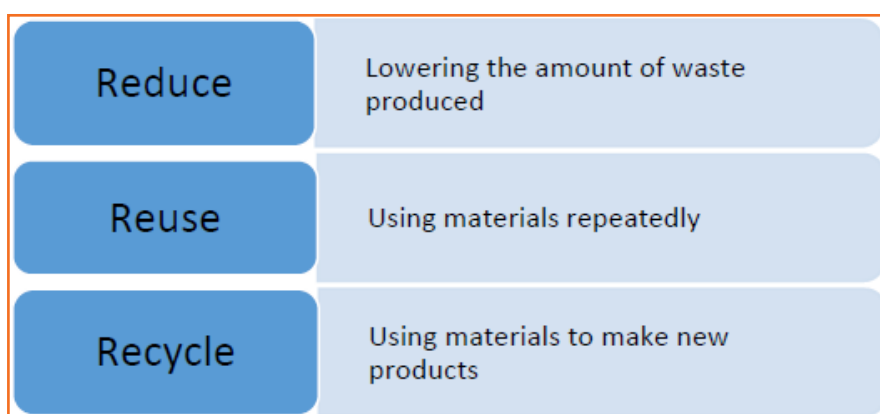 Reduce
Lowering the amount of waste
produced
Reuse
Using materials repeatedly
Recycle
Using materials to make new
products